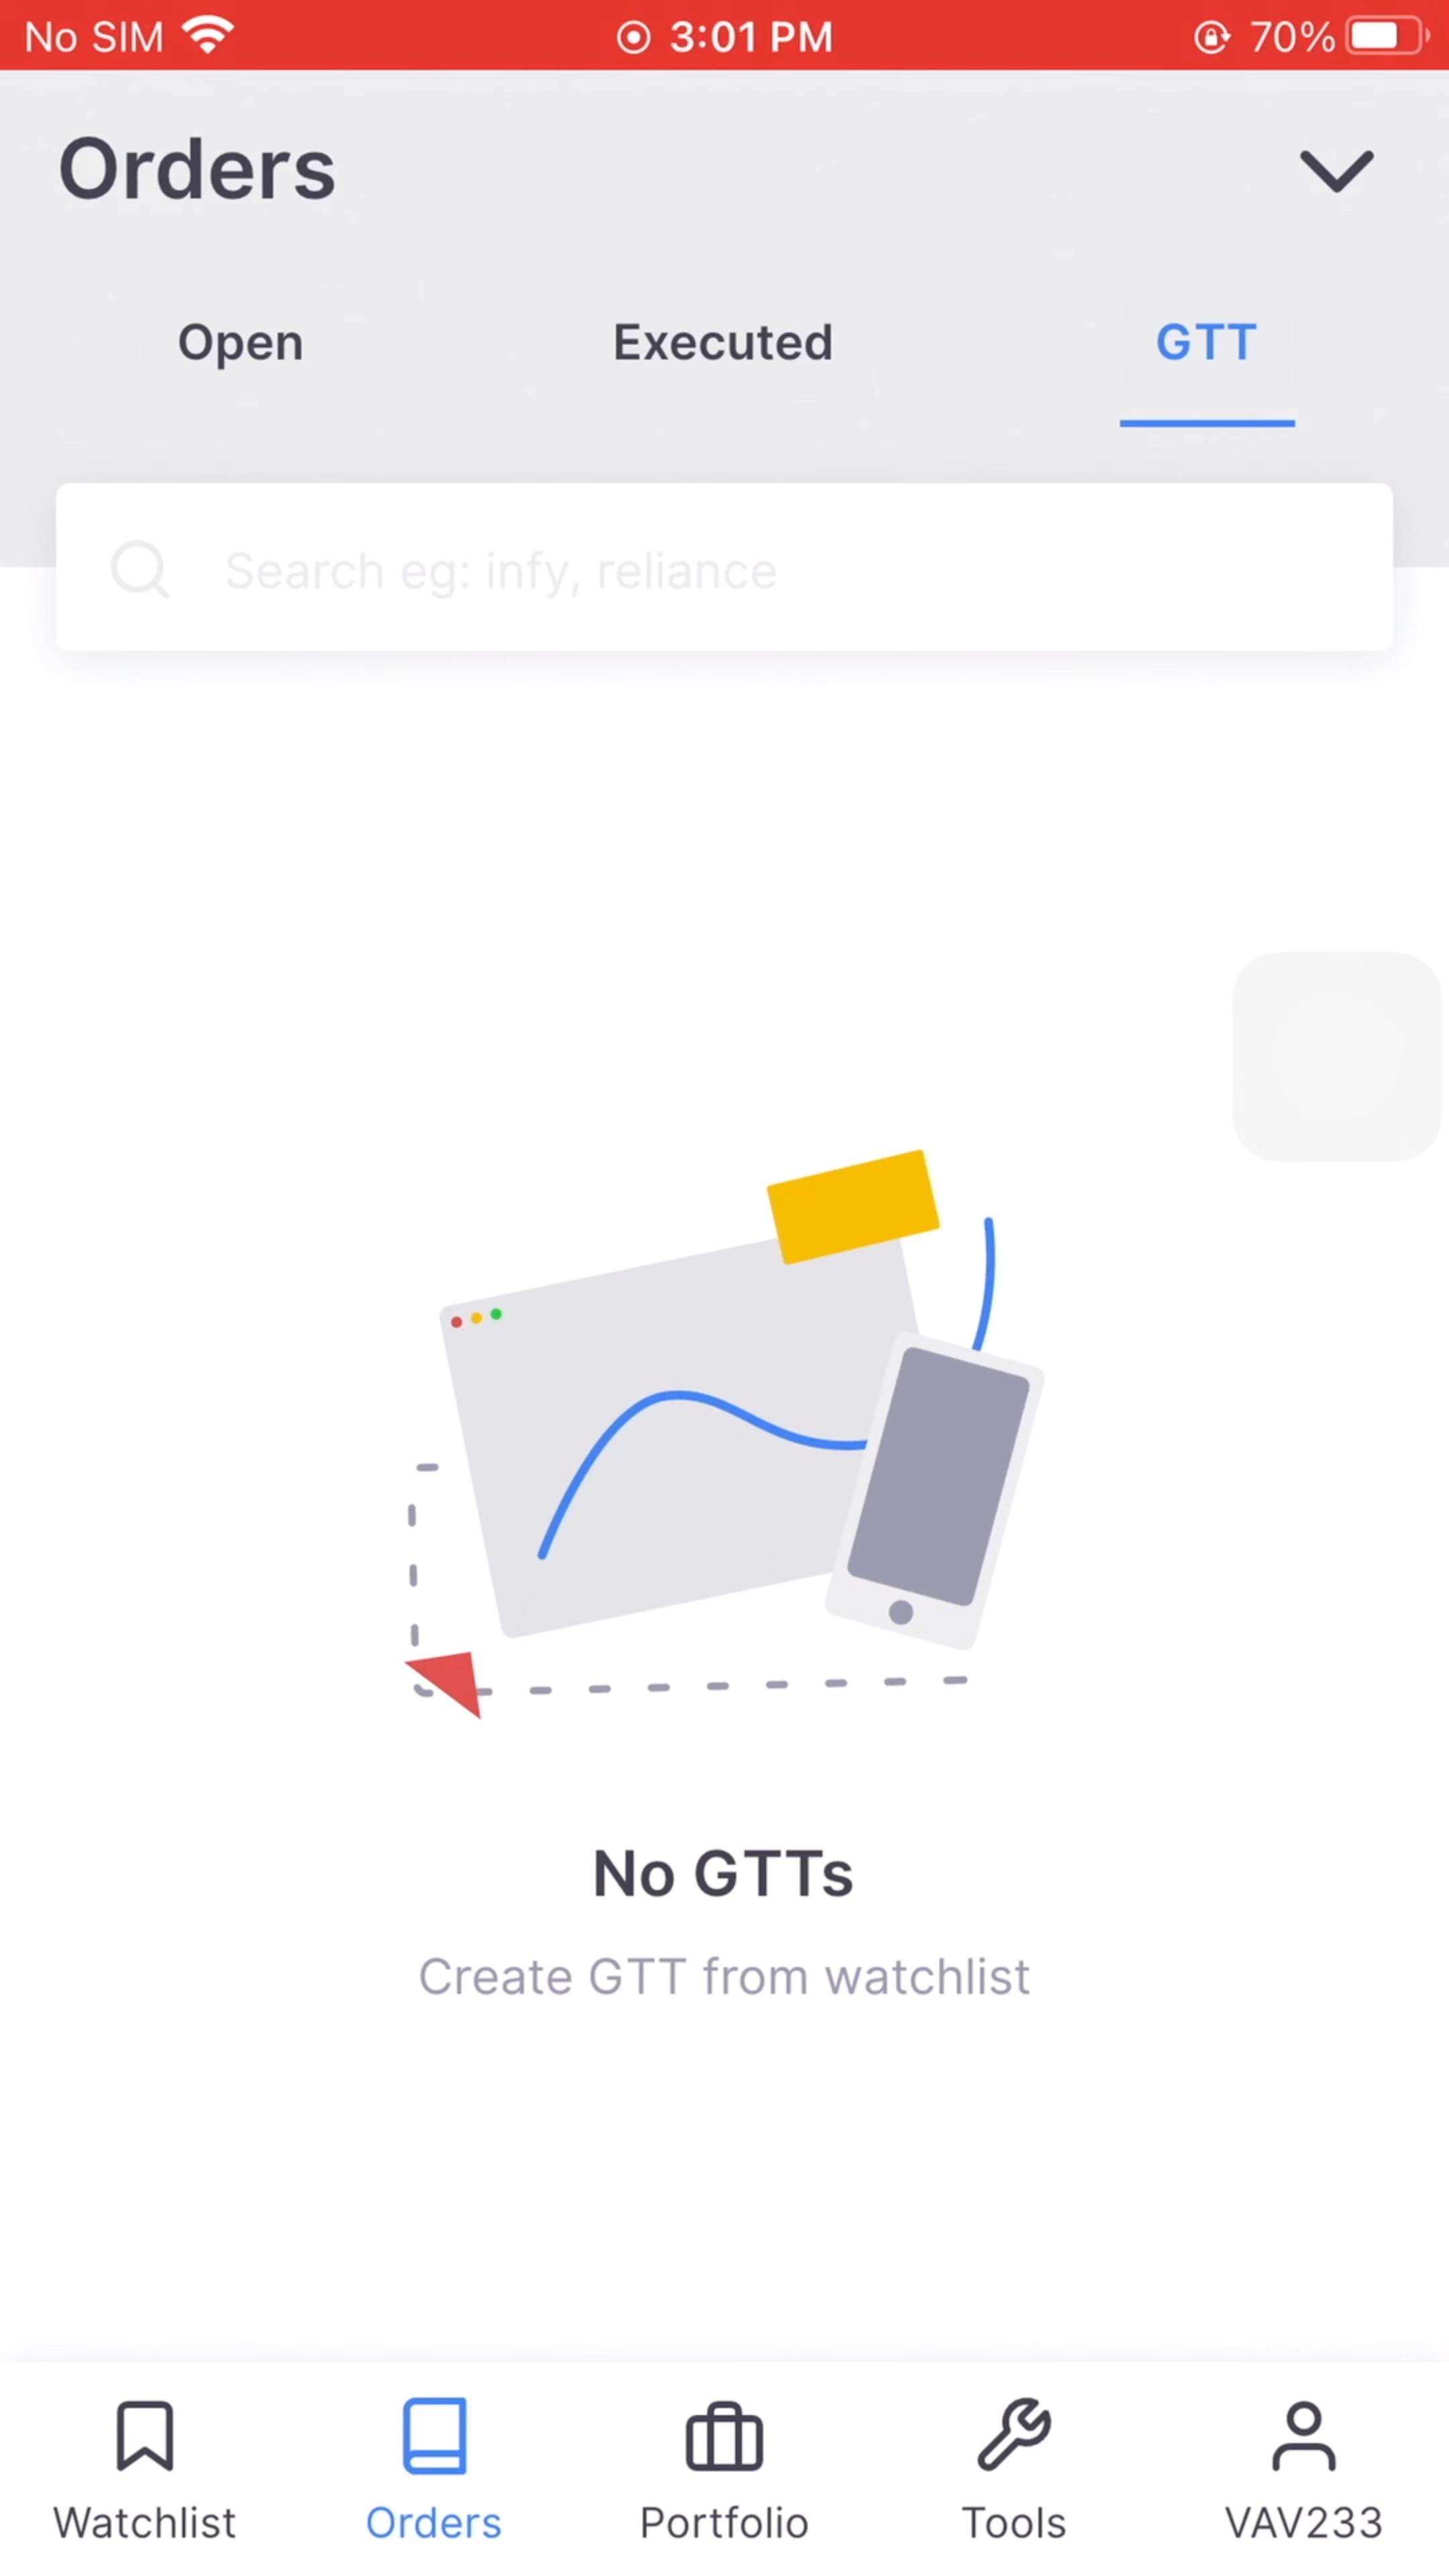 No SIM 3:01 PM 70%
Orders
Open Executed GTT
Search eg: infy, reliance
No GTTs
Create GTT from watchlist
Watchlist Orders Portfolio Tools VAV233